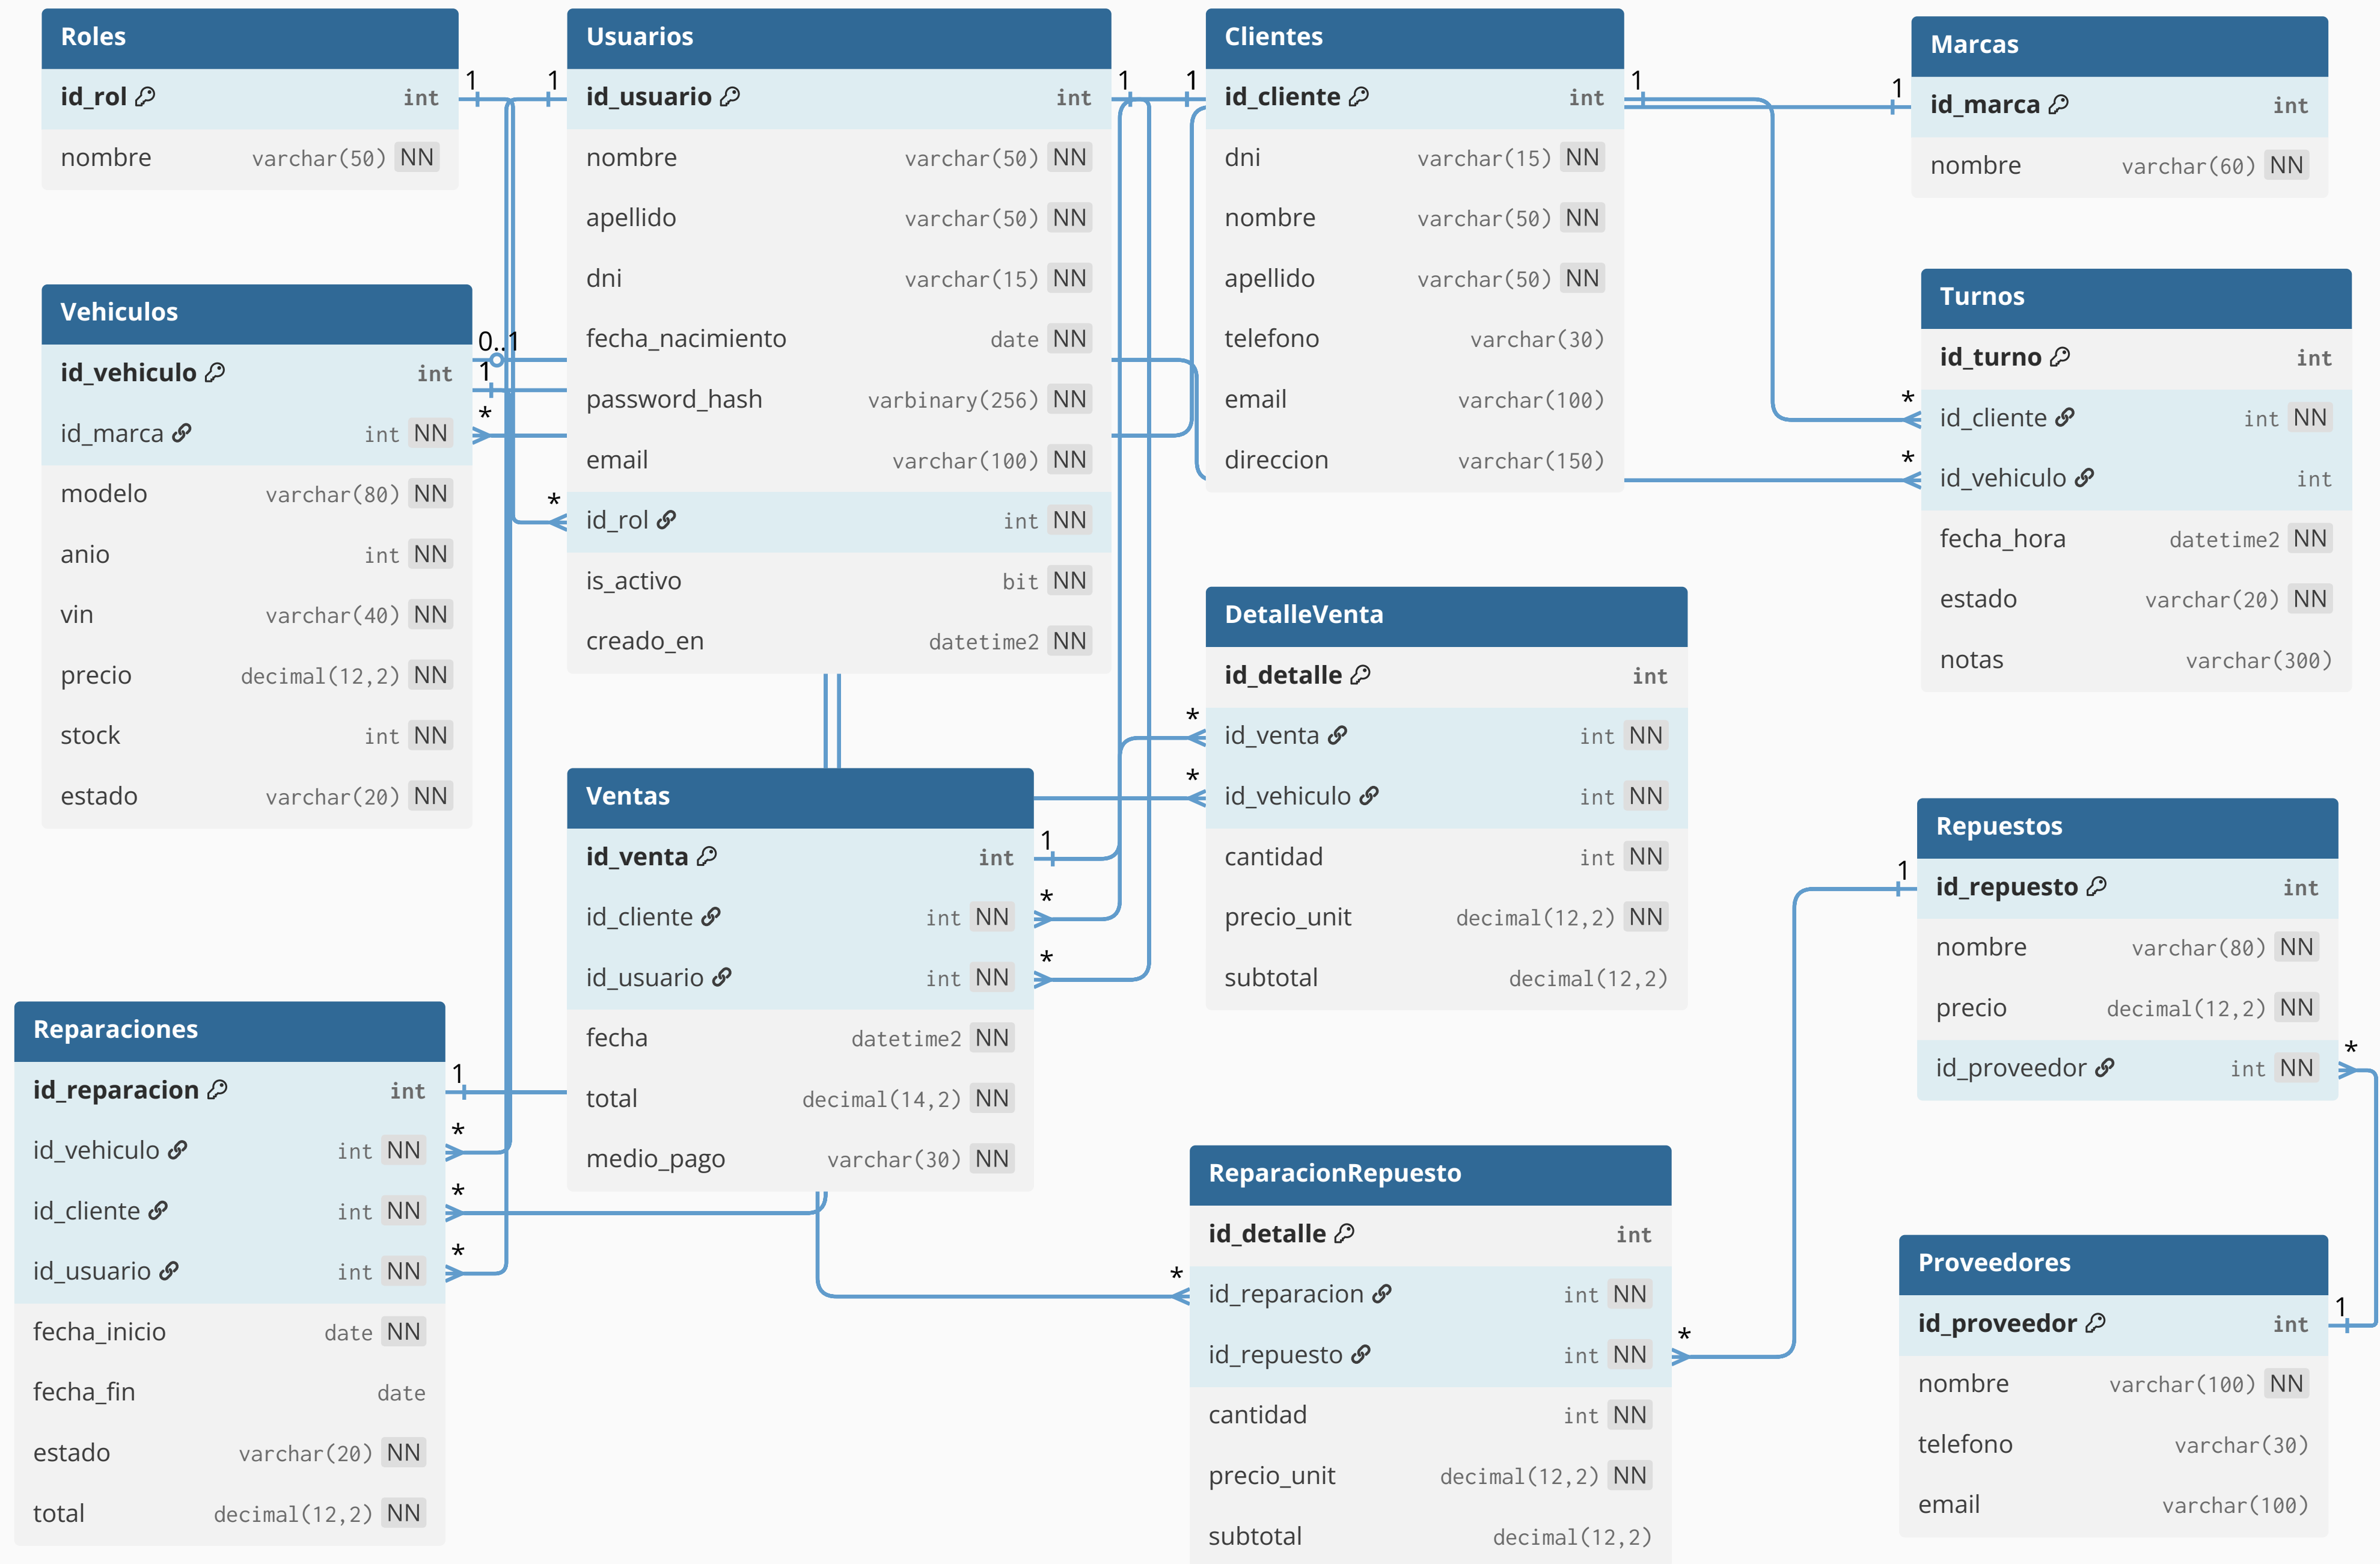 Roles
1
id_rol int
nombre varchar(50) NN
Usuarios
1
1
id_usuario int
nombre varchar(50) NN
apellido varchar(50) NN
dni varchar(15) NN
fecha_nacimiento date NN
password_hash varbinary(256) NN
email varchar(100) NN
*
id_rol int NN
is_activo bit NN
creado_en datetime2 NN
Clientes
1
1
id_cliente int
dni varchar(15) NN
nombre varchar(50) NN
apellido varchar(50) NN
telefono varchar(30)
email varchar(100)
direccion varchar(150)
Marcas
1
id_marca int
nombre varchar(60) NN
Vehiculos
0..1
id_vehiculo int
1
*
id_marca int NN
modelo varchar(80) NN
anio int NN
vin varchar(40) NN
precio decimal(12,2) NN
stock int NN
estado varchar(20) NN
Turnos
id_turno int
*
id_cliente int NN
*
id_vehiculo int
fecha_hora datetime2 NN
estado varchar(20) NN
notas varchar(300)
DetalleVenta
id_detalle int
*
id_venta int NN
*
id_vehiculo int NN
cantidad int NN
precio_unit decimal(12,2) NN
subtotal decimal(12,2)
Ventas
1
id_venta int
*
id_cliente int NN
*
id_usuario int NN
fecha datetime2 NN
total decimal(14,2) NN
medio_pago varchar(30) NN
Repuestos
1
id_repuesto int
nombre varchar(80) NN
precio decimal(12,2) NN
*
id_proveedor int NN
Reparaciones
1
id_reparacion int
*
id_vehiculo int NN
*
id_cliente int NN
*
id_usuario int NN
fecha_inicio date NN
fecha_fin date
estado varchar(20) NN
total decimal(12,2) NN
ReparacionRepuesto
id_detalle int
*
id_reparacion int NN
*
id_repuesto int NN
cantidad int NN
precio_unit decimal(12,2) NN
subtotal decimal(12,2)
Proveedores
1
id_proveedor int
nombre varchar(100) NN
telefono varchar(30)
email varchar(100)